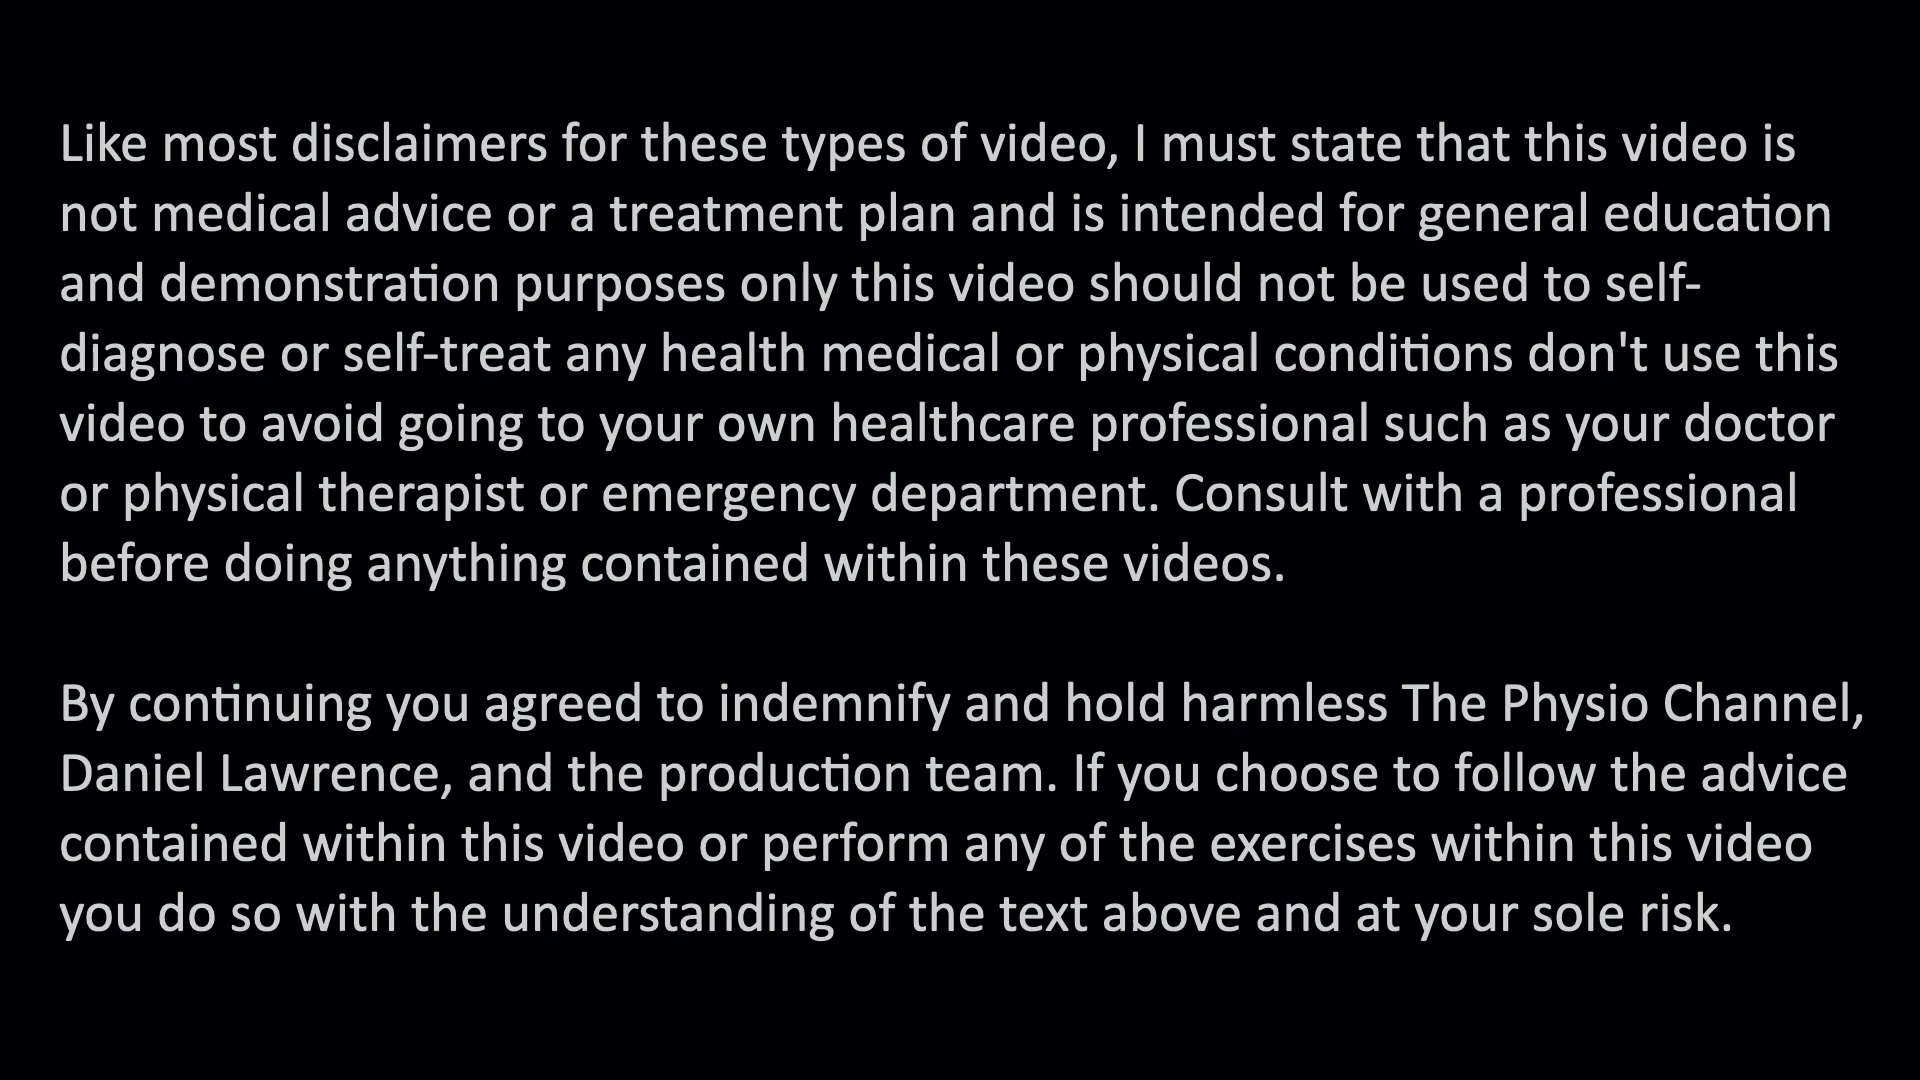 Like most disclaimers for these types of video, I must state that this video is
not medical advice or a treatment plan and is intended for general education
and demonstration purposes only this video should not be used to self-
diagnose or self-treat any health medical or physical conditions don't use this
video to avoid going to your own healthcare professional such as your doctor
or physical therapist or emergency department. Consult with a professional
before doing anything contained within these videos.
By continuing you agreed to indemnify and hold harmless The Physio Channel,
Daniel Lawrence, and the production team. If you choose to follow the advice
contained within this video or perform any of the exercises within this video
you do so with the understanding of the text above and at your sole risk.